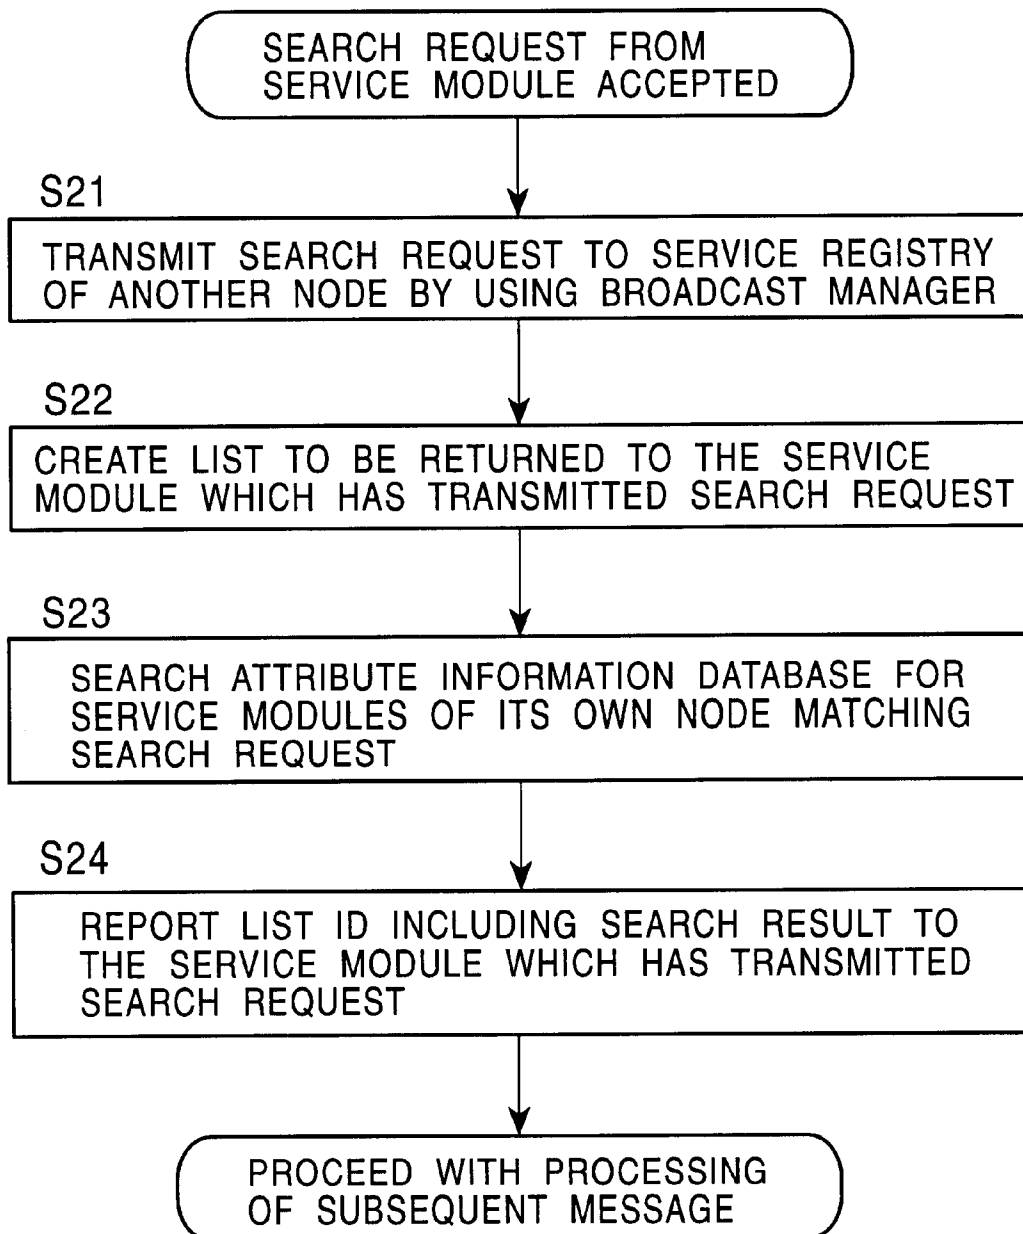 SEARCH REQUEST FROM
SERVICE MODULE ACCEPTED
S21
TRANSMIT SEARCH REQUEST TO SERVICE REGISTRY
OF ANOTHER NODE BY USING BROADCAST MANAGER
S22
CREATE LIST TO BE RETURNED TO THE SERVICE
MODULE WHICH HAS TRANSMITTED SEARCH REQUEST
S23
SEARCH ATTRIBUTE INFORMATION DATABASE FOR
SERVICE MODULES OF ITS OWN NODE MATCHING
SEARCH REQUEST
S24
REPORT LIST ID INCLUDING SEARCH RESULT TO
THE SERVICE MODULE WHICH HAS TRANSMITTED
SEARCH REQUEST
PROCEED WITH PROCESSING
OF SUBSEQUENT MESSAGE